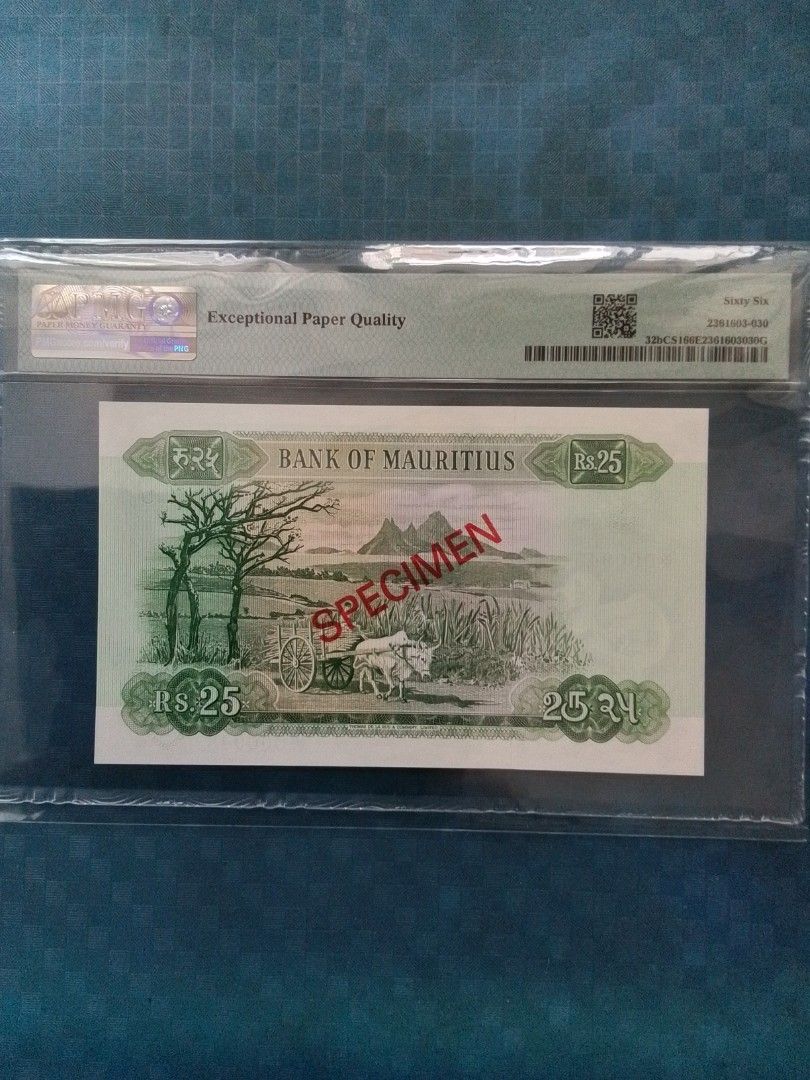 PMG
PAPER MONEY GUARANTY
Exceptional Paper Quality
Sixty Six
2361603-030
32bCS166E2361603030G
रु.२५
BANK OF MAURITIUS
Rs.25
SPECIMEN
RS.25